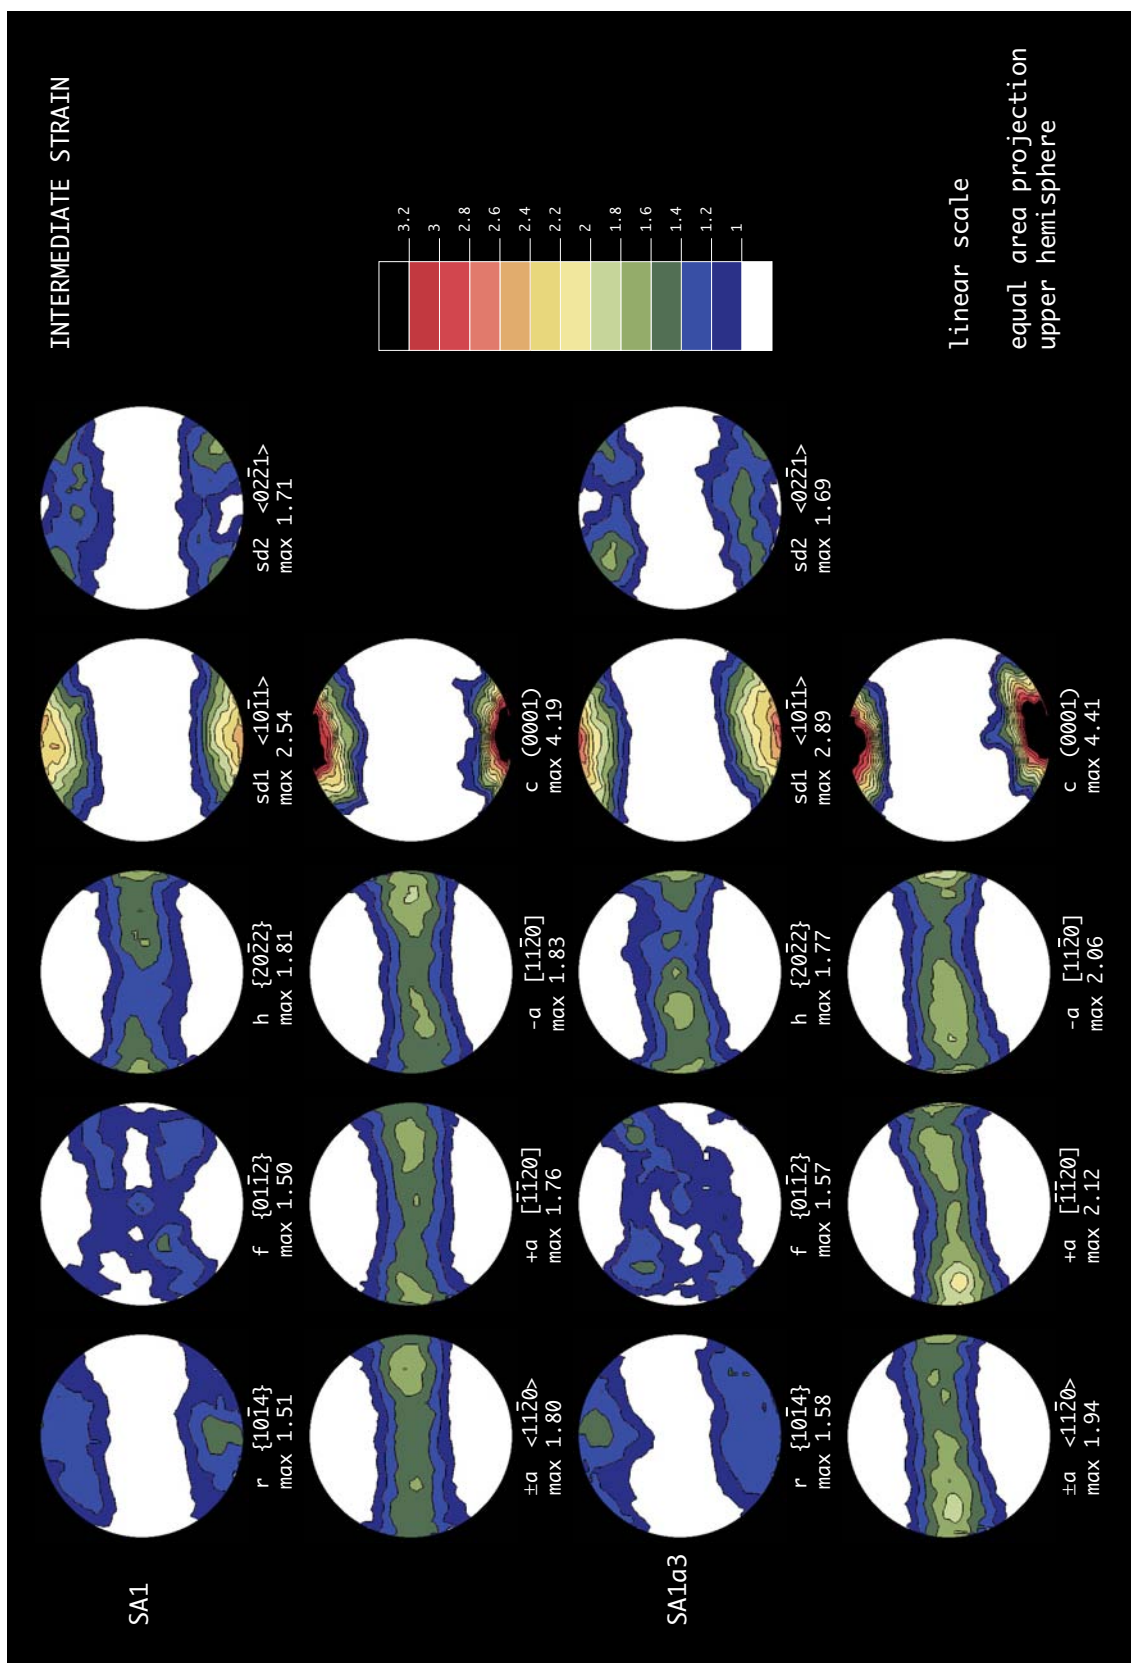 SA1
r {101̄4}
max 1.51
f {011̄2}
max 1.50
h {202̄2}
max 1.81
sd1 <101̄1>
max 2.54
sd2 <022̄1>
max 1.71
INTERMEDIATE STRAIN
±a <112̄0>
max 1.80
+a [1̄1̄20]
max 1.76
-a [112̄0]
max 1.83
c (0001)
max 4.19
3.2
3
2.8
2.6
2.4
2.2
2
1.8
1.6
1.4
1.2
1
SA1a3
r {101̄4}
max 1.58
f {011̄2}
max 1.57
h {202̄2}
max 1.77
sd1 <101̄1>
max 2.89
sd2 <022̄1>
max 1.69
±a <112̄0>
max 1.94
+a [1̄1̄20]
max 2.12
-a [112̄0]
max 2.06
c (0001)
max 4.41
linear scale
equal area projection
upper hemisphere